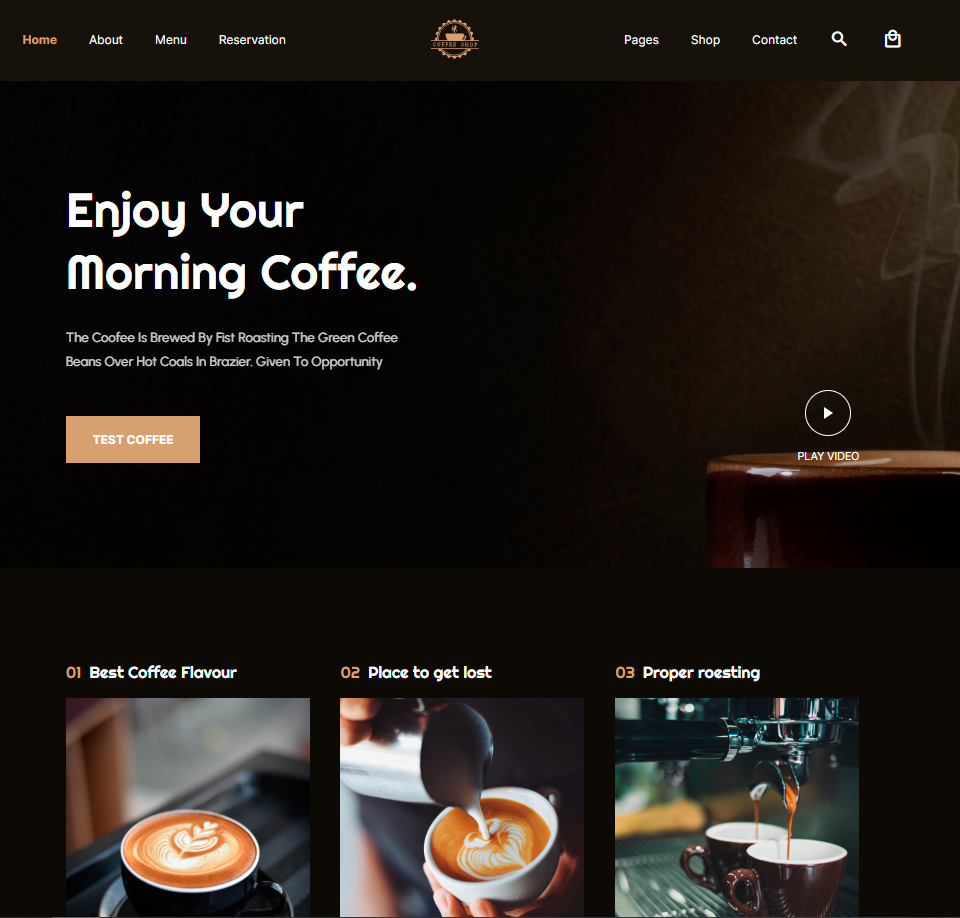 Home About Menu Reservation COFFEE SHOP Pages Shop Contact
Enjoy Your
Morning Coffee.
The Coofee Is Brewed By Fist Roasting The Green Coffee
Beans Over Hot Coals In Brazier. Given To Opportunity
TEST COFFEE
PLAY VIDEO
01 Best Coffee Flavour
02 Place to get lost
03 Proper roesting